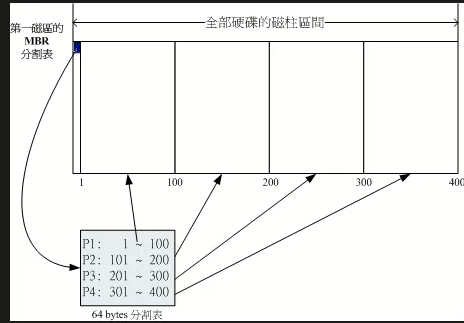 全部硬碟的磁柱區間
第一磁區的
MBR
分割表
1 100 200 300 400
P1: 1 ~ 100
P2: 101 ~ 200
P3: 201 ~ 300
P4: 301 ~ 400
64 bytes 分割表